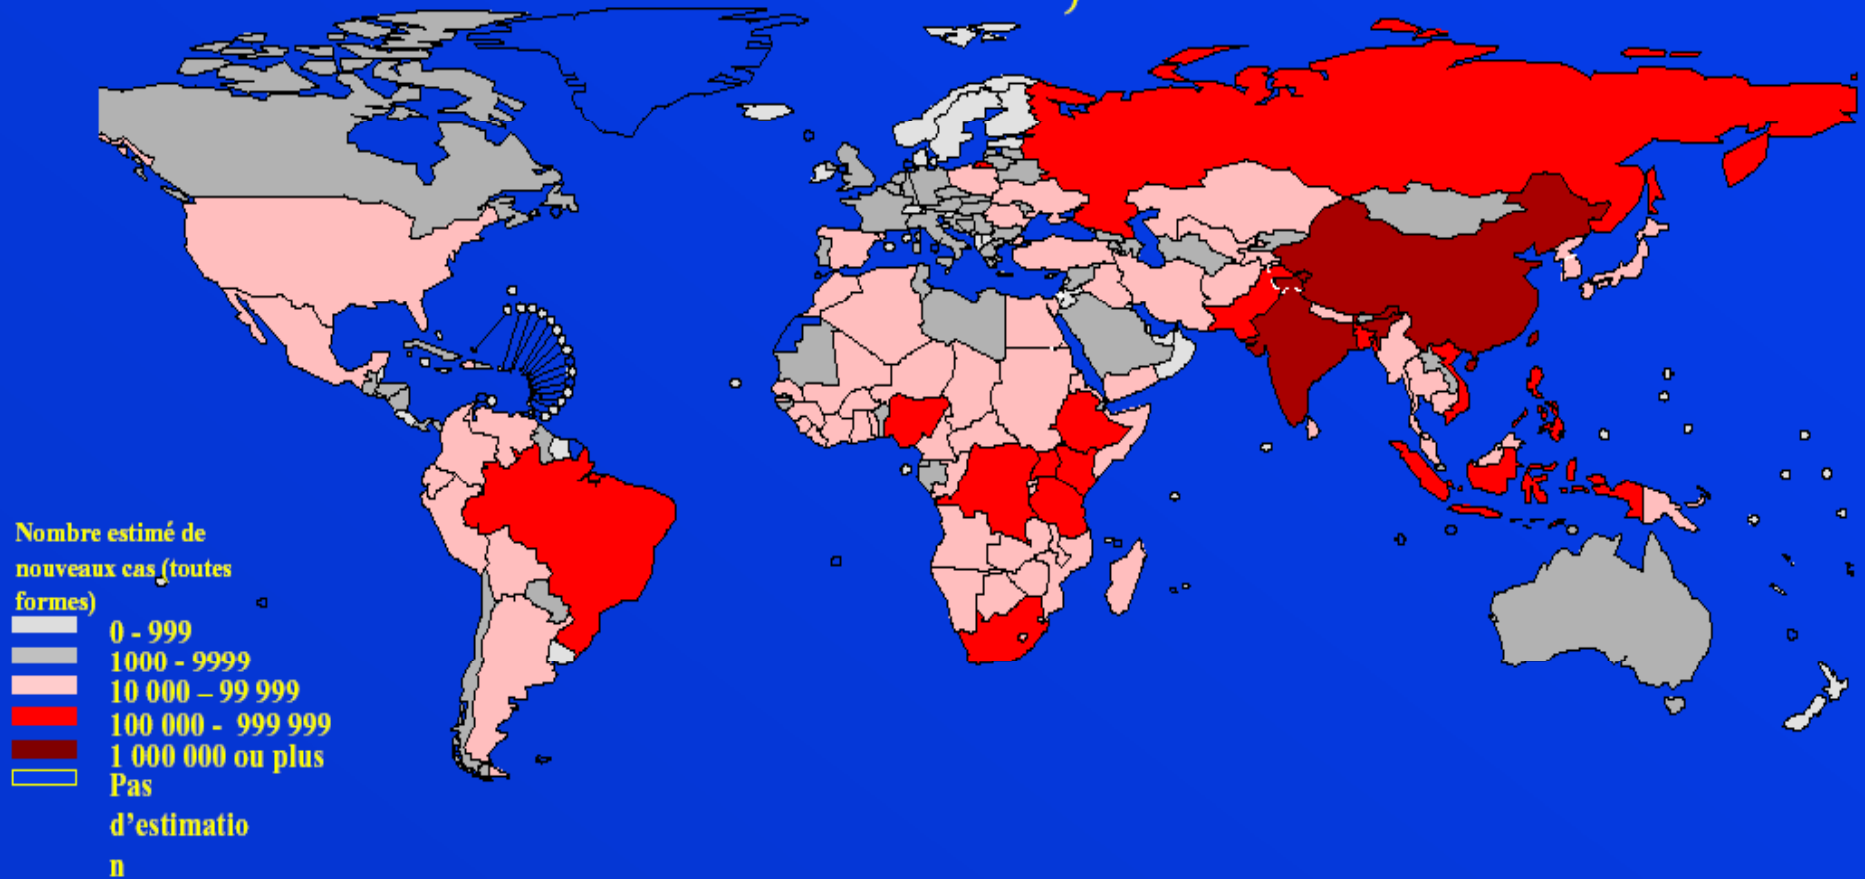 )
Nombre estimé de
nouveaux cas (toutes
formes)
0 - 999
1000 - 9999
10 000 – 99 999
100 000 - 999 999
1 000 000 ou plus
Pas
d’estimatio
n